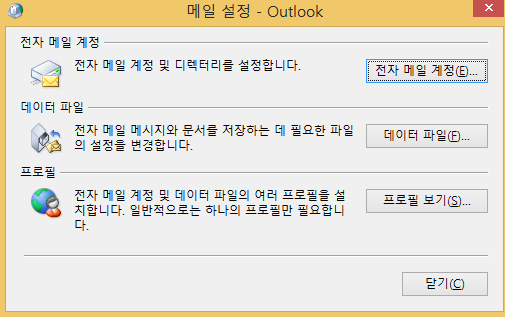 메일 설정 - Outlook
전자 메일 계정
전자 메일 계정 및 디렉터리를 설정합니다.
전자 메일 계정(E)...
데이터 파일
전자 메일 메시지와 문서를 저장하는 데 필요한 파일
의 설정을 변경합니다.
데이터 파일(F)...
프로필
전자 메일 계정 및 데이터 파일의 여러 프로필을 설
치합니다. 일반적으로는 하나의 프로필만 필요합니
다.
프로필 보기(S)...
닫기(C)